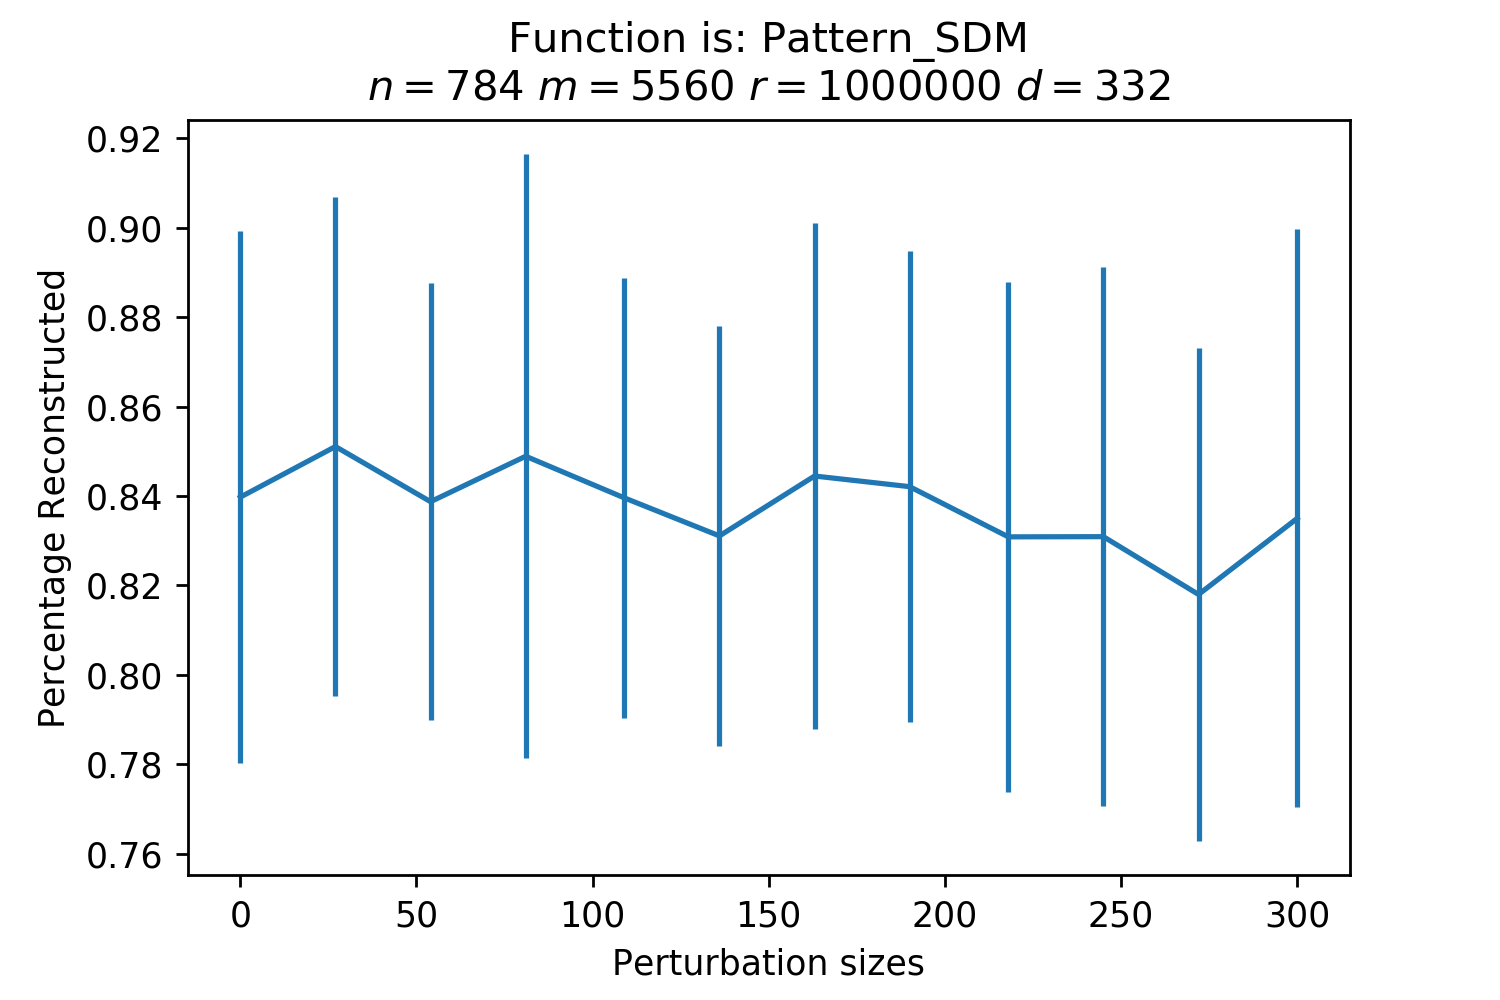 Function is: Pattern_SDM
n = 784 m = 5560 r = 1000000 d = 332
Percentage Reconstructed
0.92
0.90
0.88
0.86
0.84
0.82
0.80
0.78
0.76
0 50 100 150 200 250 300
Perturbation sizes